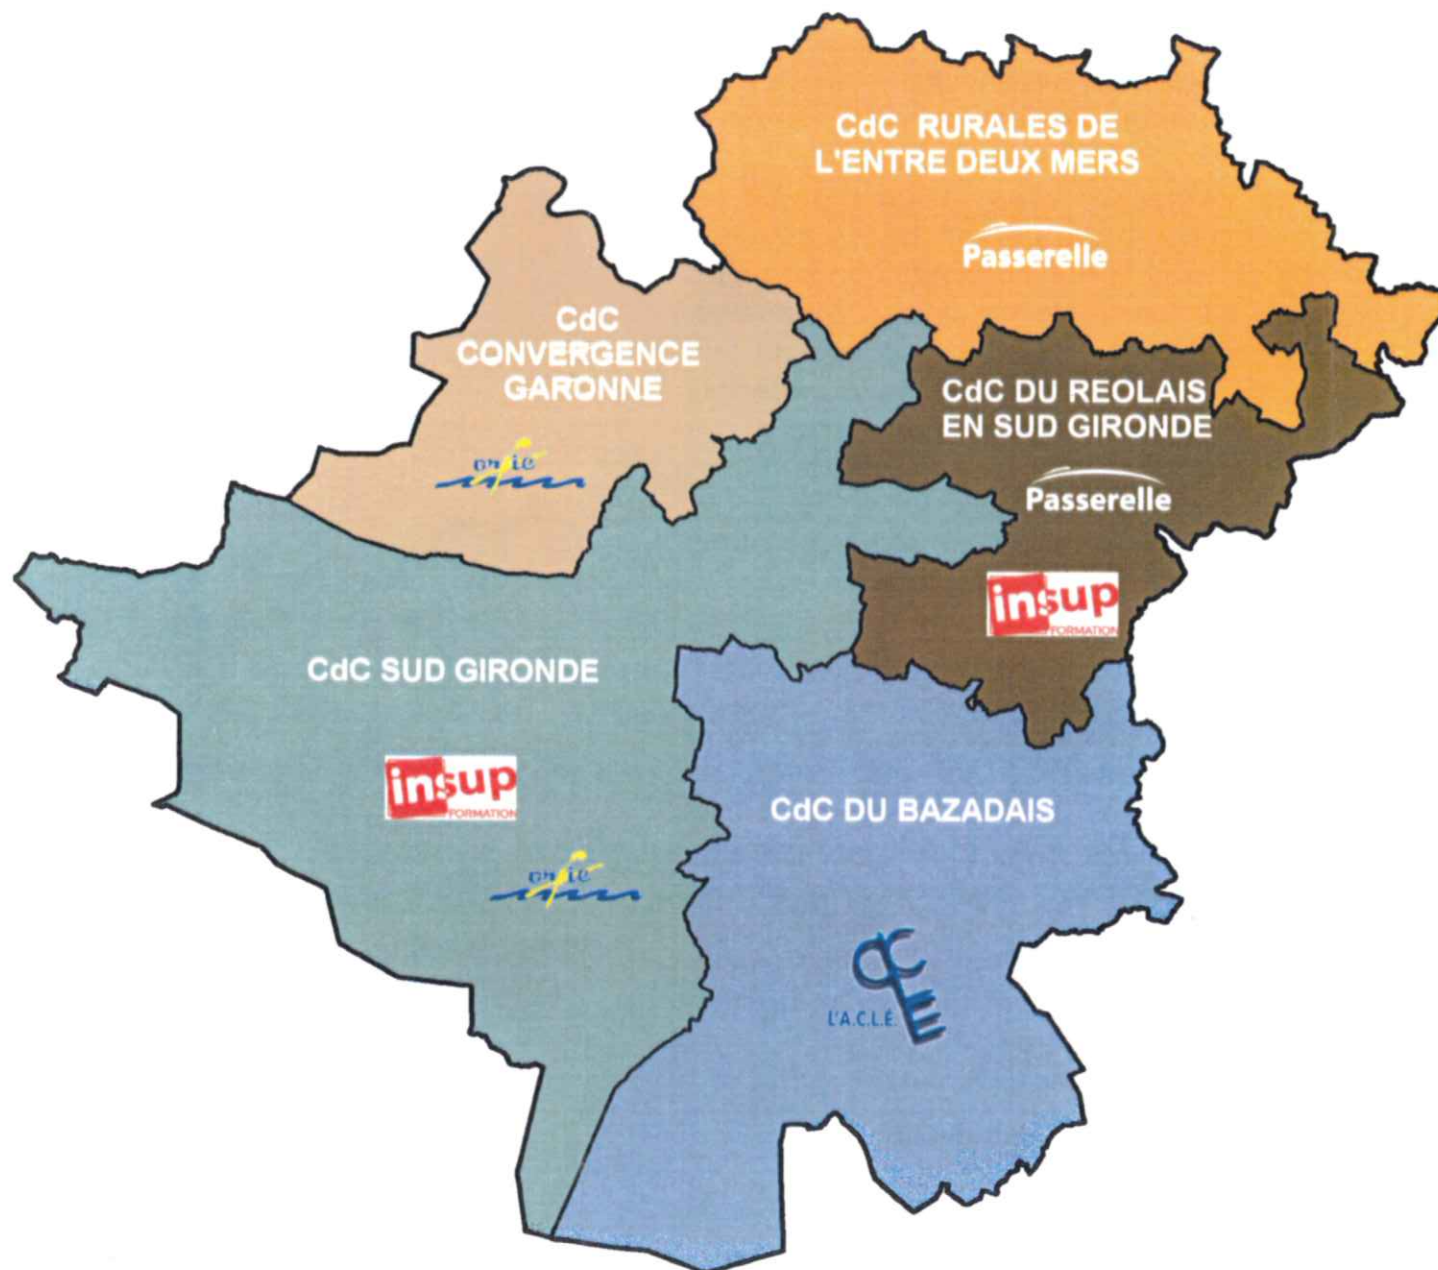 CdC RURALES DE
L'ENTRE DEUX MERS
Passerelle
CdC
CONVERGENCE
GARONNE
CdC DU REOLAIS
EN SUD GIRONDE
Passerelle
insup
FORMATION
CdC SUD GIRONDE
insup
FORMATION
CdC DU BAZADAIS
L'A.C.L.É.